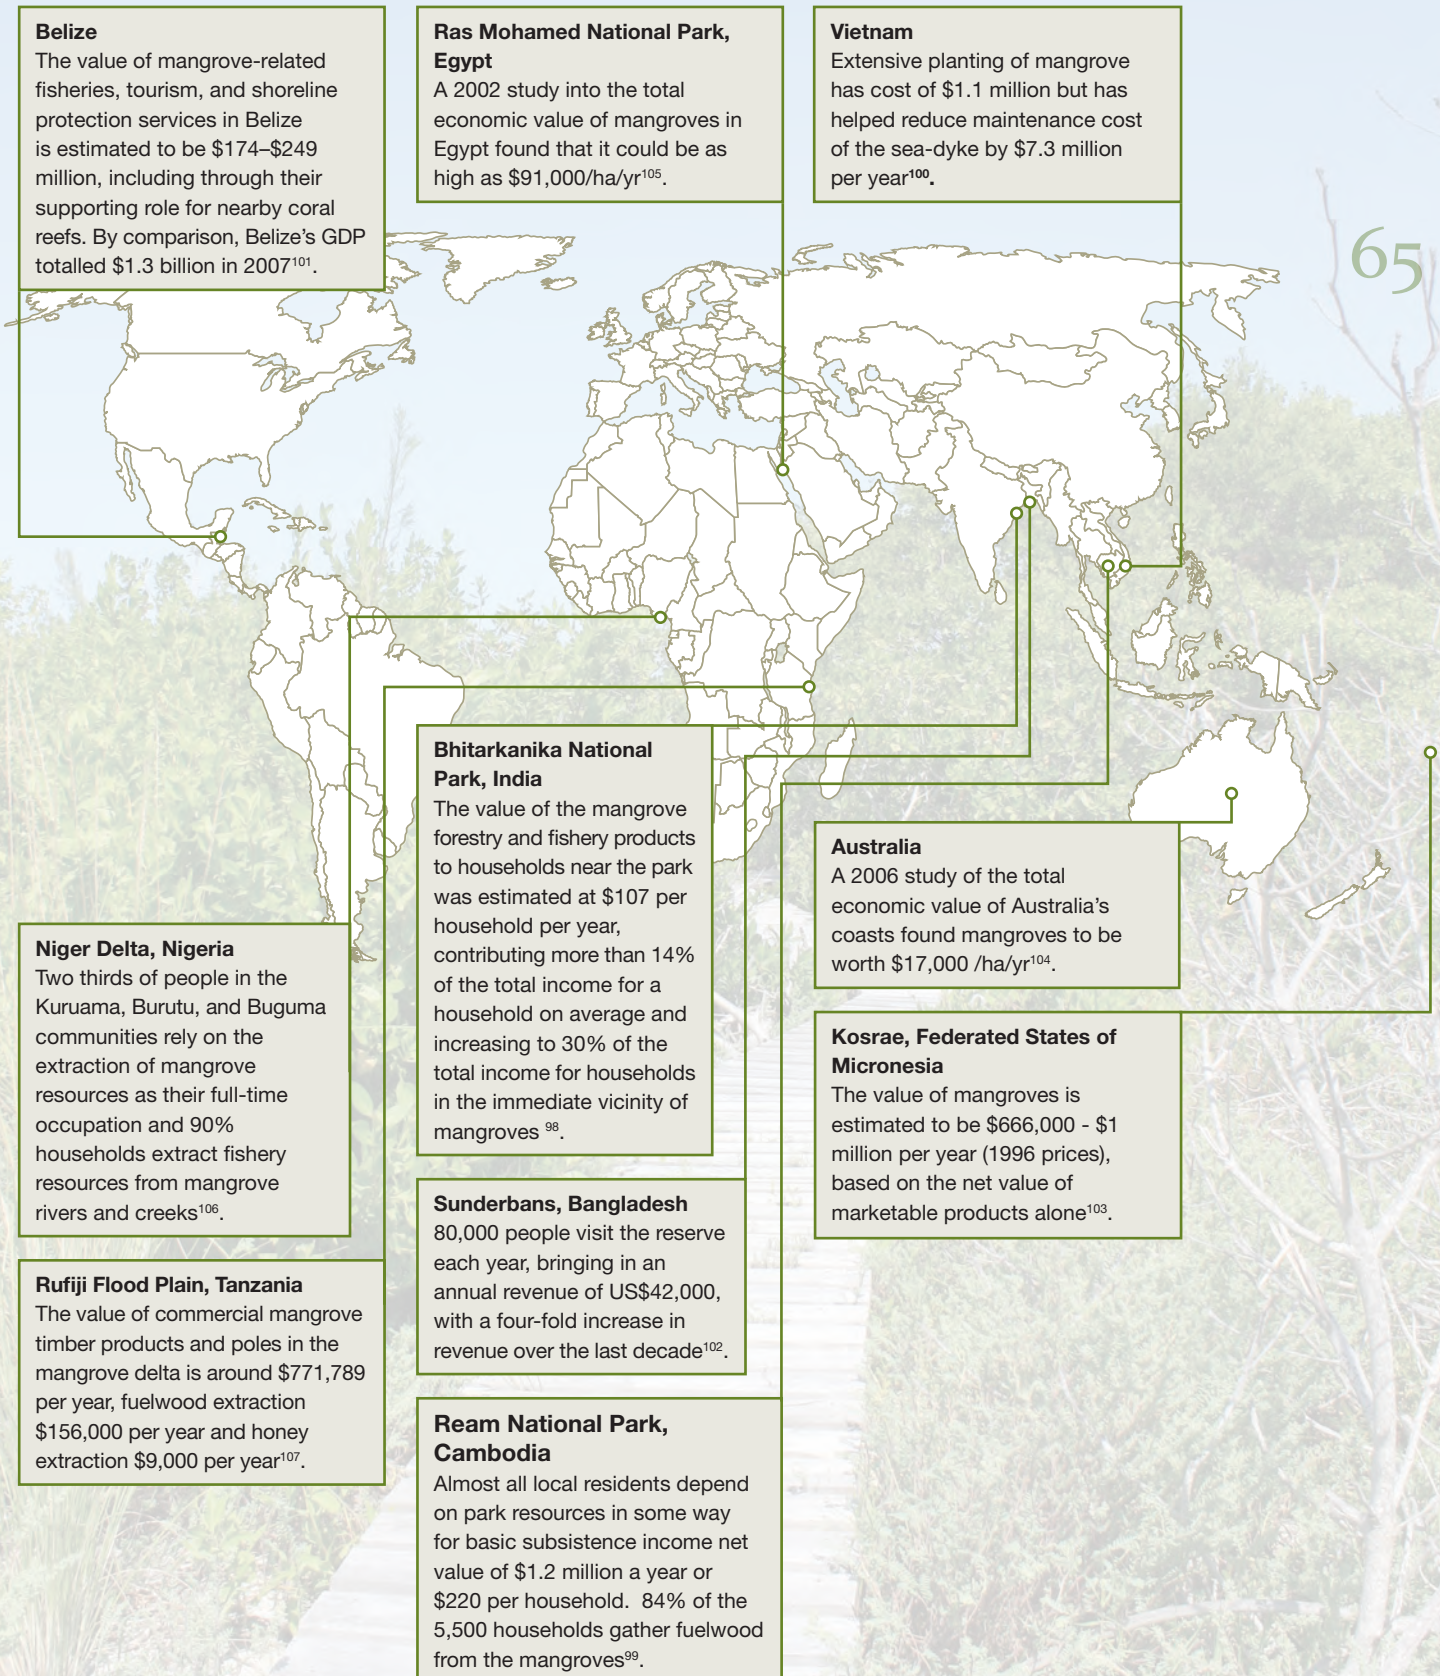 Belize
The value of mangrove-related
fisheries, tourism, and shoreline
protection services in Belize
is estimated to be $174–$249
million, including through their
supporting role for nearby coral
reefs. By comparison, Belize's GDP
totalled $1.3 billion in 2007101.
Ras Mohamed National Park,
Egypt
A 2002 study into the total
economic value of mangroves in
Egypt found that it could be as
high as $91,000/ha/yr105.
Vietnam
Extensive planting of mangrove
has cost of $1.1 million but has
helped reduce maintenance cost
of the sea-dyke by $7.3 million
per year100.
65
Bhitarkanika National
Park, India
The value of the mangrove
forestry and fishery products
to households near the park
was estimated at $107 per
household per year,
contributing more than 14%
of the total income for a
household on average and
increasing to 30% of the
total income for households
in the immediate vicinity of
mangroves 98.
Australia
A 2006 study of the total
economic value of Australia's
coasts found mangroves to be
worth $17,000 /ha/yr104.
Niger Delta, Nigeria
Two thirds of people in the
Kuruama, Burutu, and Buguma
communities rely on the
extraction of mangrove
resources as their full-time
occupation and 90%
households extract fishery
resources from mangrove
rivers and creeks106.
Kosrae, Federated States of
Micronesia
The value of mangroves is
estimated to be $666,000 - $1
million per year (1996 prices),
based on the net value of
marketable products alone103.
Sunderbans, Bangladesh
80,000 people visit the reserve
each year, bringing in an
annual revenue of US$42,000,
with a four-fold increase in
revenue over the last decade102.
Rufiji Flood Plain, Tanzania
The value of commercial mangrove
timber products and poles in the
mangrove delta is around $771,789
per year, fuelwood extraction
$156,000 per year and honey
extraction $9,000 per year107.
Ream National Park,
Cambodia
Almost all local residents depend
on park resources in some way
for basic subsistence income net
value of $1.2 million a year or
$220 per household.  84% of the
5,500 households gather fuelwood
from the mangroves99.